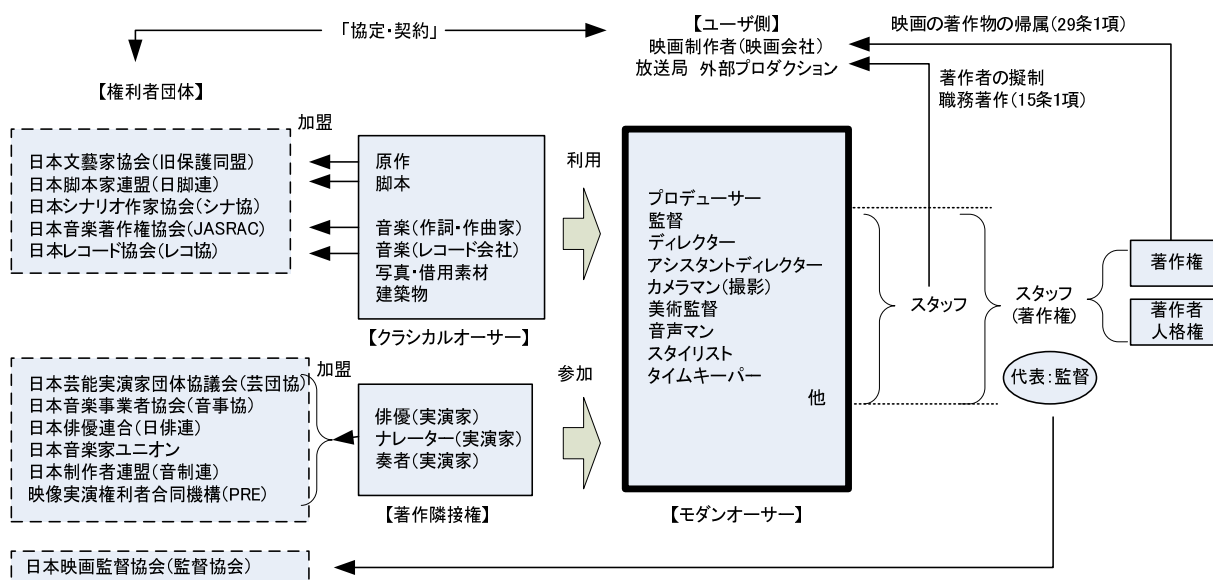 「協定・契約」
【ユーザ側】
映画制作者(映画会社)
放送局　外部プロダクション
映画の著作物の帰属(29条1項)
著作者の擬制
職務著作(15条1項)
【権利者団体】
加盟
日本文藝家協会(旧保護同盟)
日本脚本家連盟(日脚連)
日本シナリオ作家協会(シナ協)
日本音楽著作権協会(JASRAC)
日本レコード協会(レコ協)
原作
脚本
音楽(作詞・作曲家)
音楽(レコード会社)
写真・借用素材
建築物
【クラシカルオーサー】
利用
プロデューサー
監督
ディレクター
アシスタントディレクター
カメラマン(撮影)
美術監督
音声マン
スタイリスト
タイムキーパー
他
【モダンオーサー】
スタッフ
スタッフ
(著作権)
著作権
著作者
人格権
代表:監督
加盟
日本芸能実演家団体協議会(芸団協)
日本音楽事業者協会(音事協)
日本俳優連合(日俳連)
日本音楽家ユニオン
日本制作者連盟(音制連)
映像実演権利者合同機構(PRE)
俳優(実演家)
ナレーター(実演家)
奏者(実演家)
【著作隣接権】
参加
日本映画監督協会(監督協会)